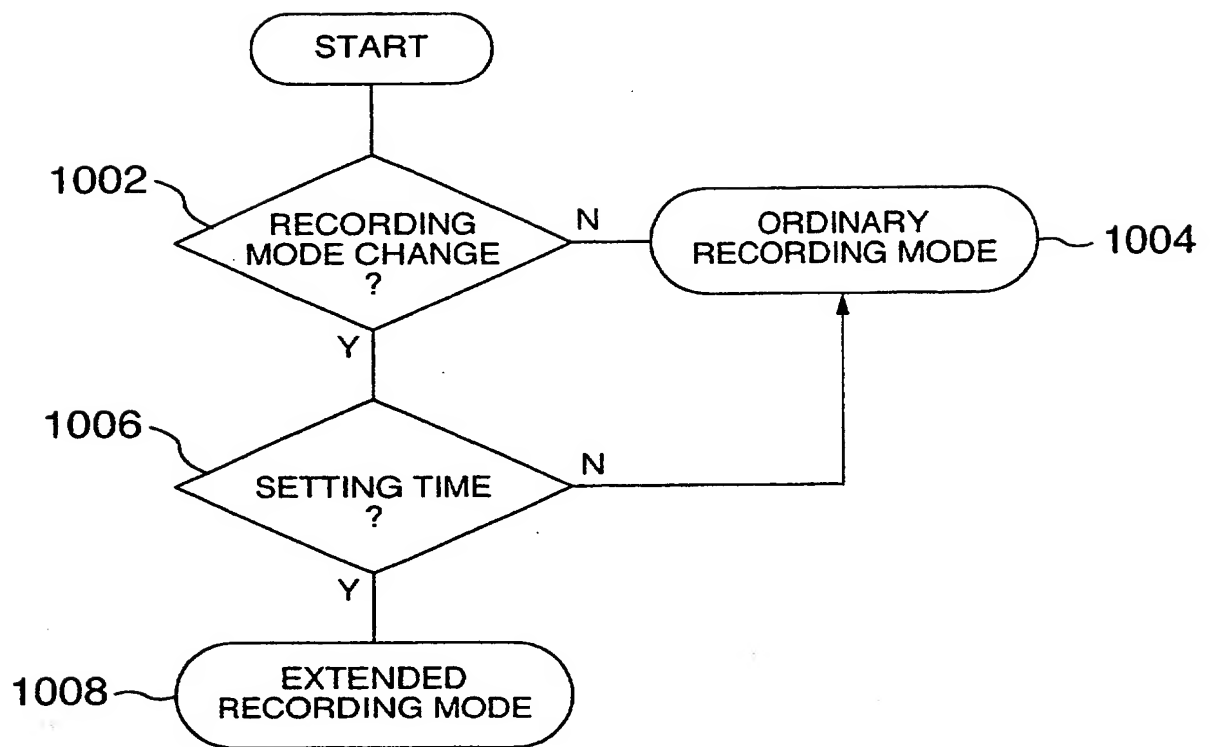 START
1002
RECORDING
MODE CHANGE
?
N
ORDINARY
RECORDING MODE
1004
Y
1006
SETTING TIME
?
N
Y
1008
EXTENDED
RECORDING MODE